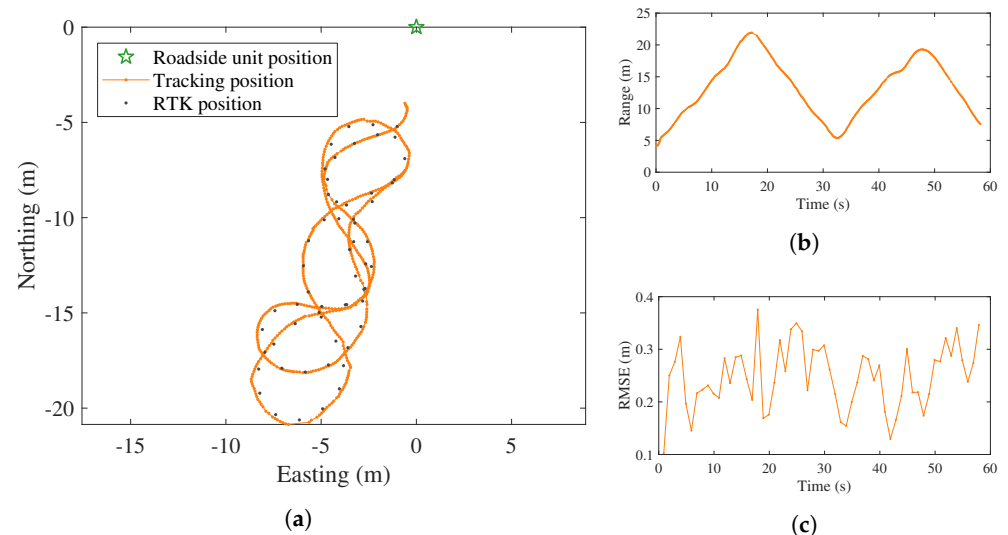 0
-5
-10
-15
-20
Northing (m)
Roadside unit position
Tracking position
RTK position
-15
-10
-5
0
5
Easting (m)
(a)
25
20
15
10
5
0
Range (m)
0 10 20 30 40 50 60
Time (s)
(b)
0.4
0.3
0.2
0.1
RMSE (m)
0 10 20 30 40 50 60
Time (s)
(c)